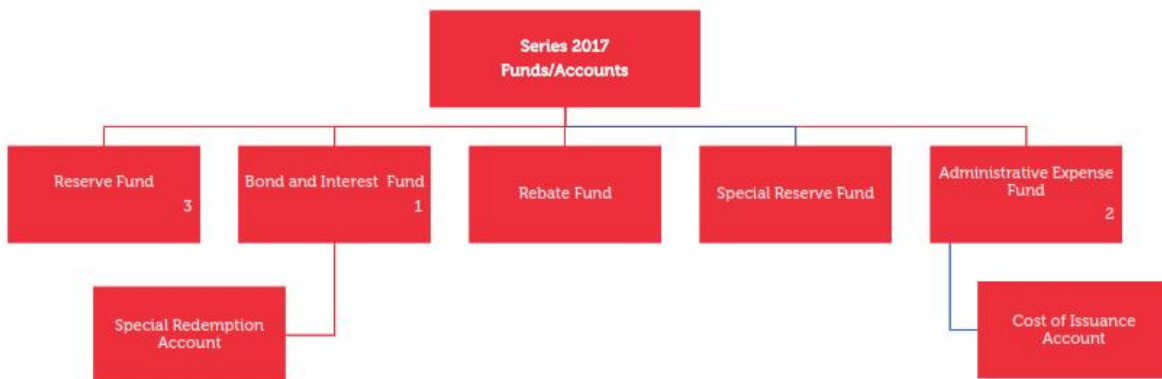 Series 2017
Funds/Accounts
Reserve Fund
3
Bond and Interest Fund
1
Rebate Fund
Special Reserve Fund
Administrative Expense
Fund
2
Special Redemption
Account
Cost of Issuance
Account